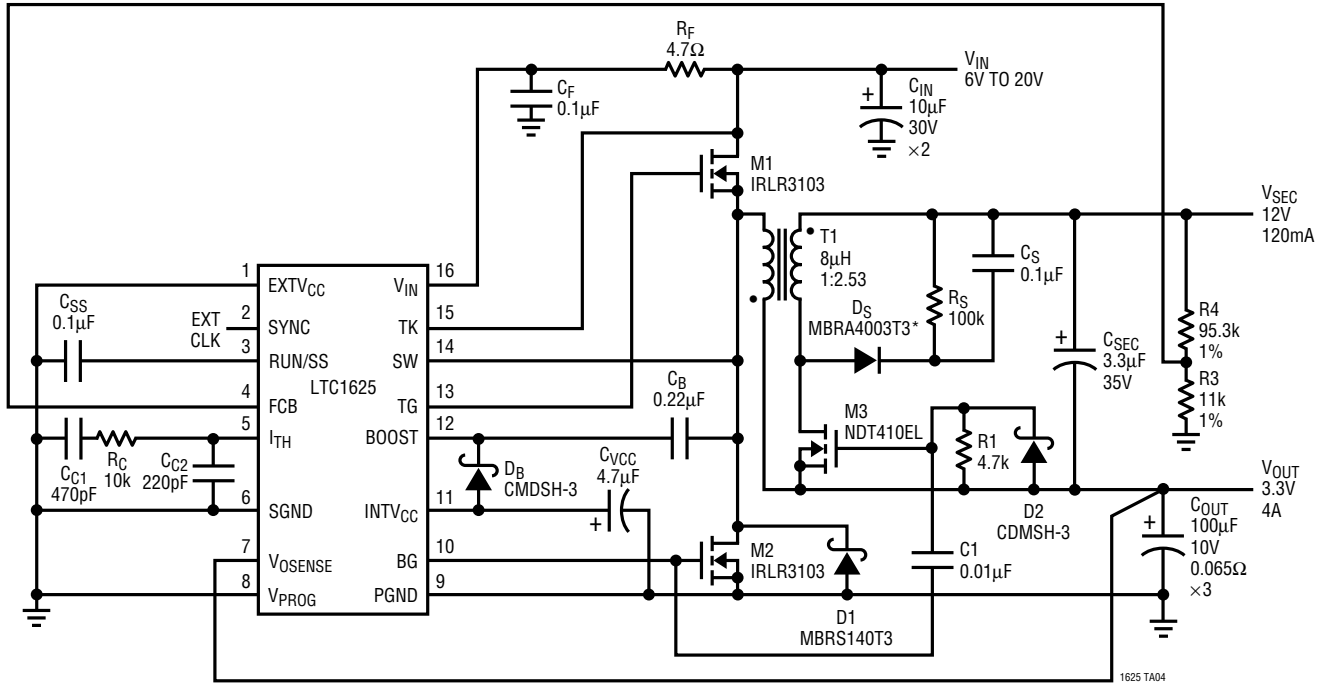 R_F
4.7Ω
V_IN
6V TO 20V
C_F
0.1µF
+
C_IN
10µF
30V
×2
M1
IRLR3103
V_SEC
12V
120mA
T1
8µH
1:2.53
C_S
0.1µF
R_S
100k
D_S
MBRA4003T3*
+
C_SEC
3.3µF
35V
R4
95.3k
1%
R3
11k
1%
C_SS
0.1µF
EXT
CLK
1
EXTV_CC
2
SYNC
3
RUN/SS
4
FCB
5
I_TH
6
SGND
7
V_OSENSE
8
V_PROG
LTC1625
16
V_IN
15
TK
14
SW
13
TG
12
BOOST
11
INTV_CC
10
BG
9
PGND
C_C1
470pF
R_C
10k
C_C2
220pF
C_B
0.22µF
D_B
CMDSH-3
C_VCC
4.7µF
+
M3
NDT410EL
R1
4.7k
D2
CDMSH-3
V_OUT
3.3V
4A
+
C_OUT
100µF
10V
0.065Ω
×3
M2
IRLR3103
C1
0.01µF
D1
MBRS140T3
1625 TA04